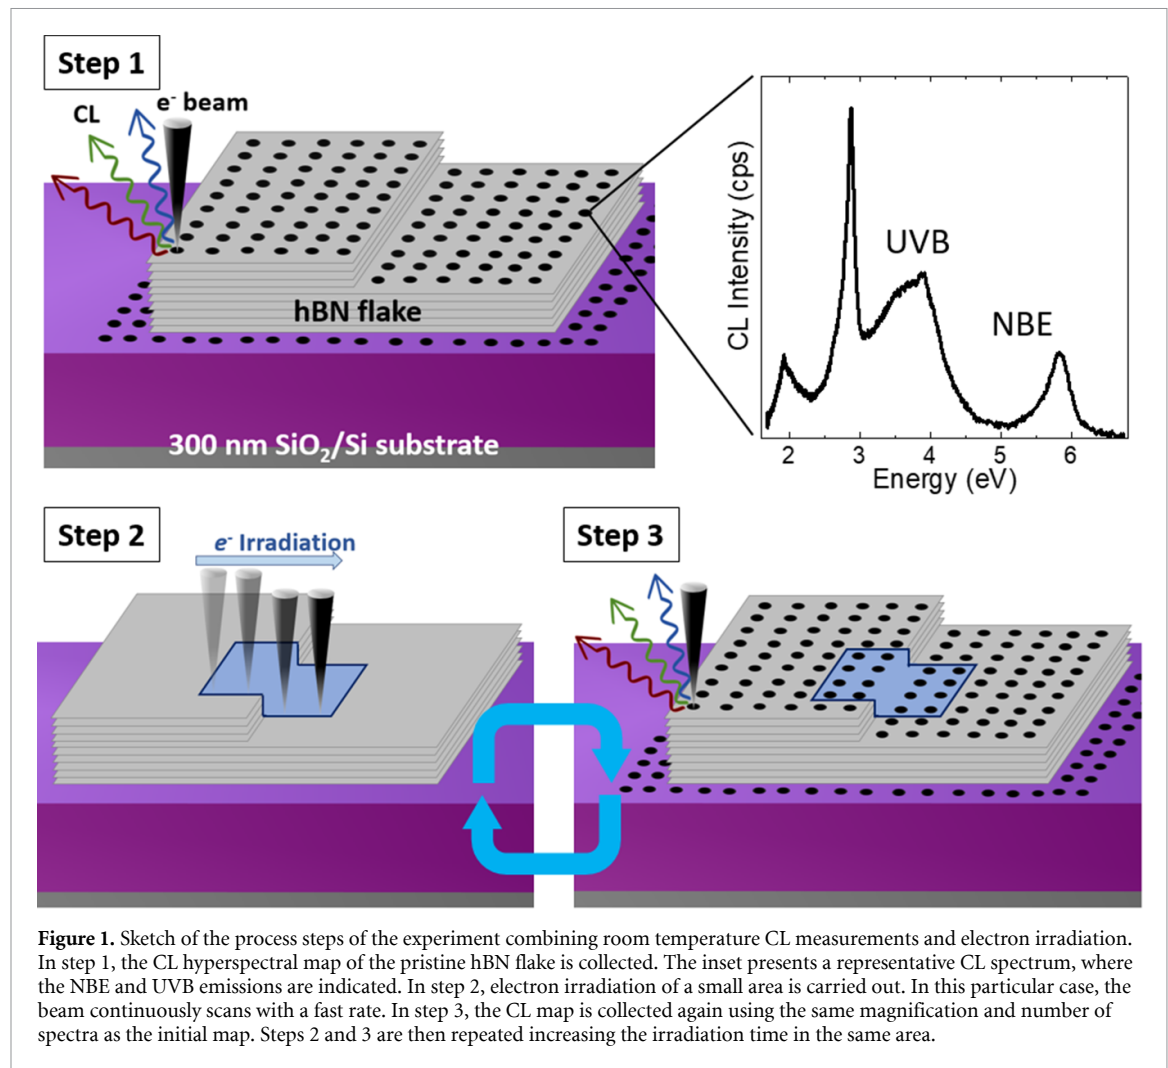 Step 1
e- beam
CL
hBN flake
300 nm SiO2/Si substrate
CL Intensity (cps)
UVB
NBE
2 3 4 5 6
Energy (eV)
Step 2
e- Irradiation
Step 3
Figure 1. Sketch of the process steps of the experiment combining room temperature CL measurements and electron irradiation.
In step 1, the CL hyperspectral map of the pristine hBN flake is collected. The inset presents a representative CL spectrum, where
the NBE and UVB emissions are indicated. In step 2, electron irradiation of a small area is carried out. In this particular case, the
beam continuously scans with a fast rate. In step 3, the CL map is collected again using the same magnification and number of
spectra as the initial map. Steps 2 and 3 are then repeated increasing the irradiation time in the same area.